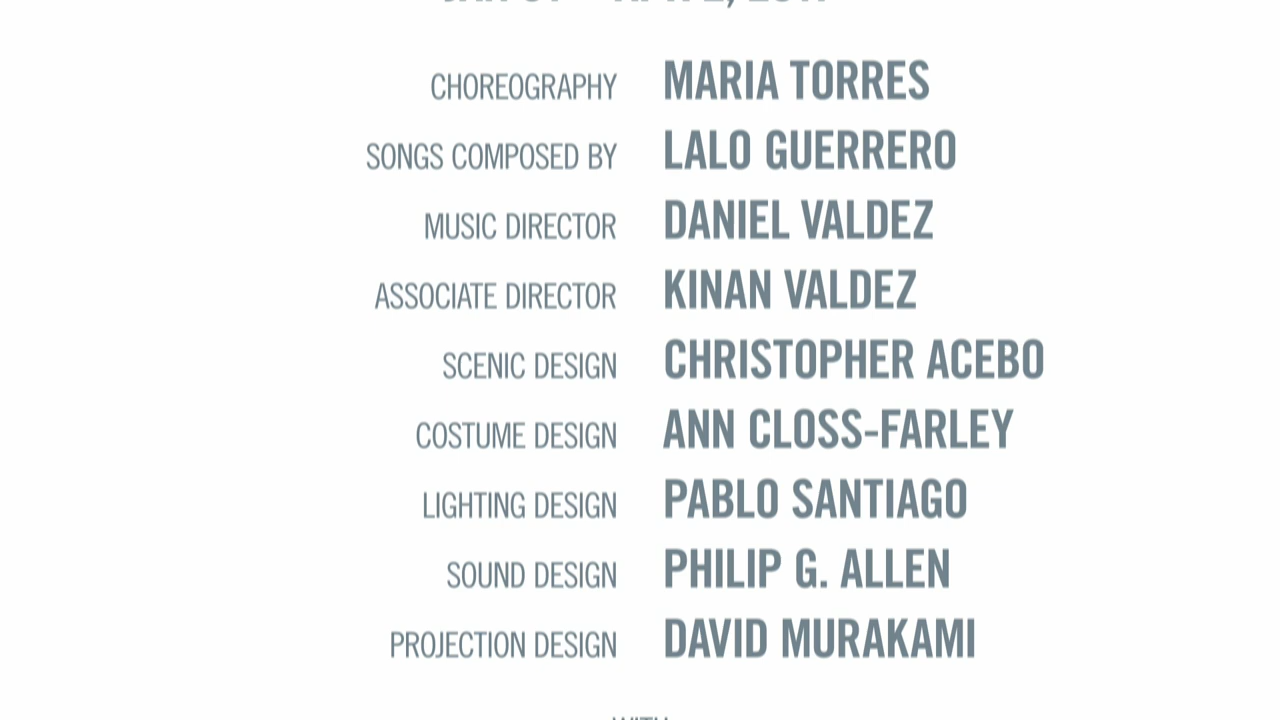 CHOREOGRAPHY MARIA TORRES
SONGS COMPOSED BY LALO GUERRERO
MUSIC DIRECTOR DANIEL VALDEZ
ASSOCIATE DIRECTOR KINAN VALDEZ
SCENIC DESIGN CHRISTOPHER ACEBO
COSTUME DESIGN ANN CLOSS-FARLEY
LIGHTING DESIGN PABLO SANTIAGO
SOUND DESIGN PHILIP G. ALLEN
PROJECTION DESIGN DAVID MURAKAMI
WITH